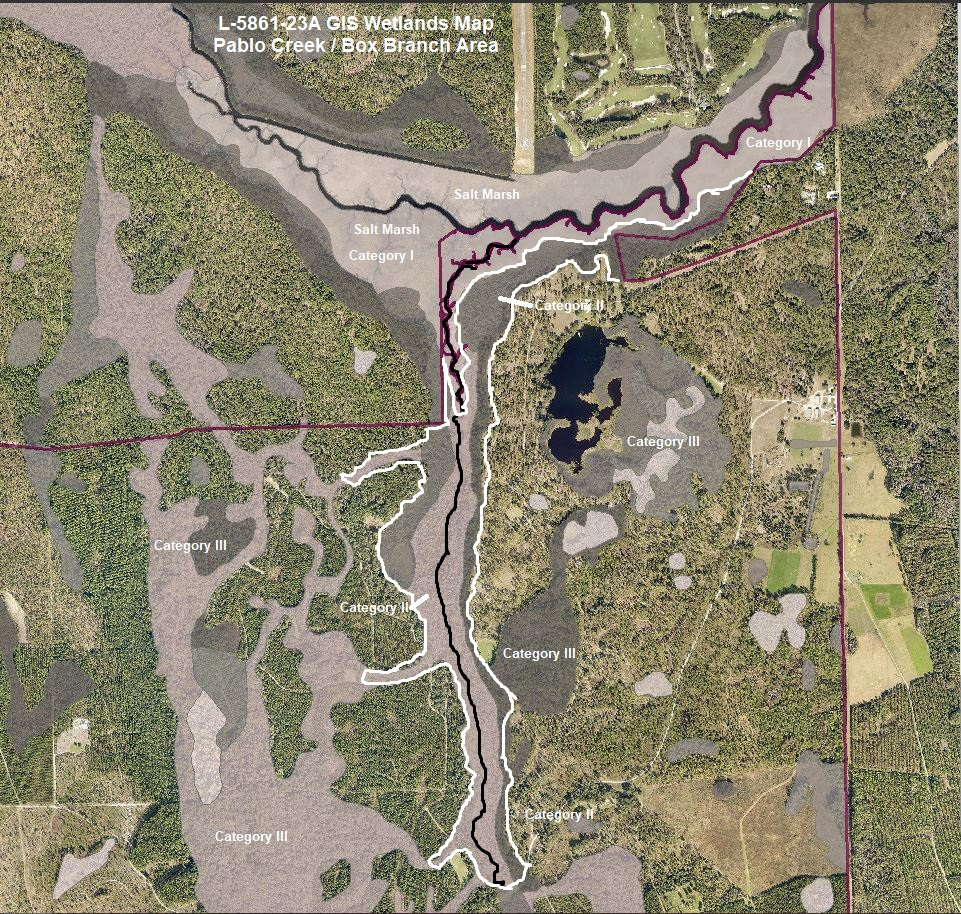 L-5861-23A GIS Wetlands Map
Pablo Creek / Box Branch Area
Category I
Salt Marsh
Salt Marsh
Category I
Category II
Category III
Category III
Category II
Category III
Category II
Category III